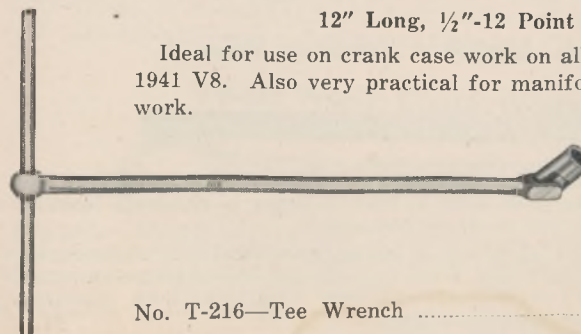 12" Long, ½"-12 Point
Ideal for use on crank case work on al
1941 V8. Also very practical for manifo
work.
No. T-216—Tee Wrench ...............................